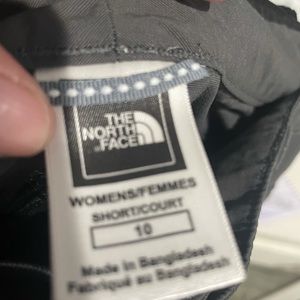 THE
NORTH
FACE
WOMENS/FEMMES
SHORT/COURT
10
Made in Bangladesh
Fabriqué au Bangladesh